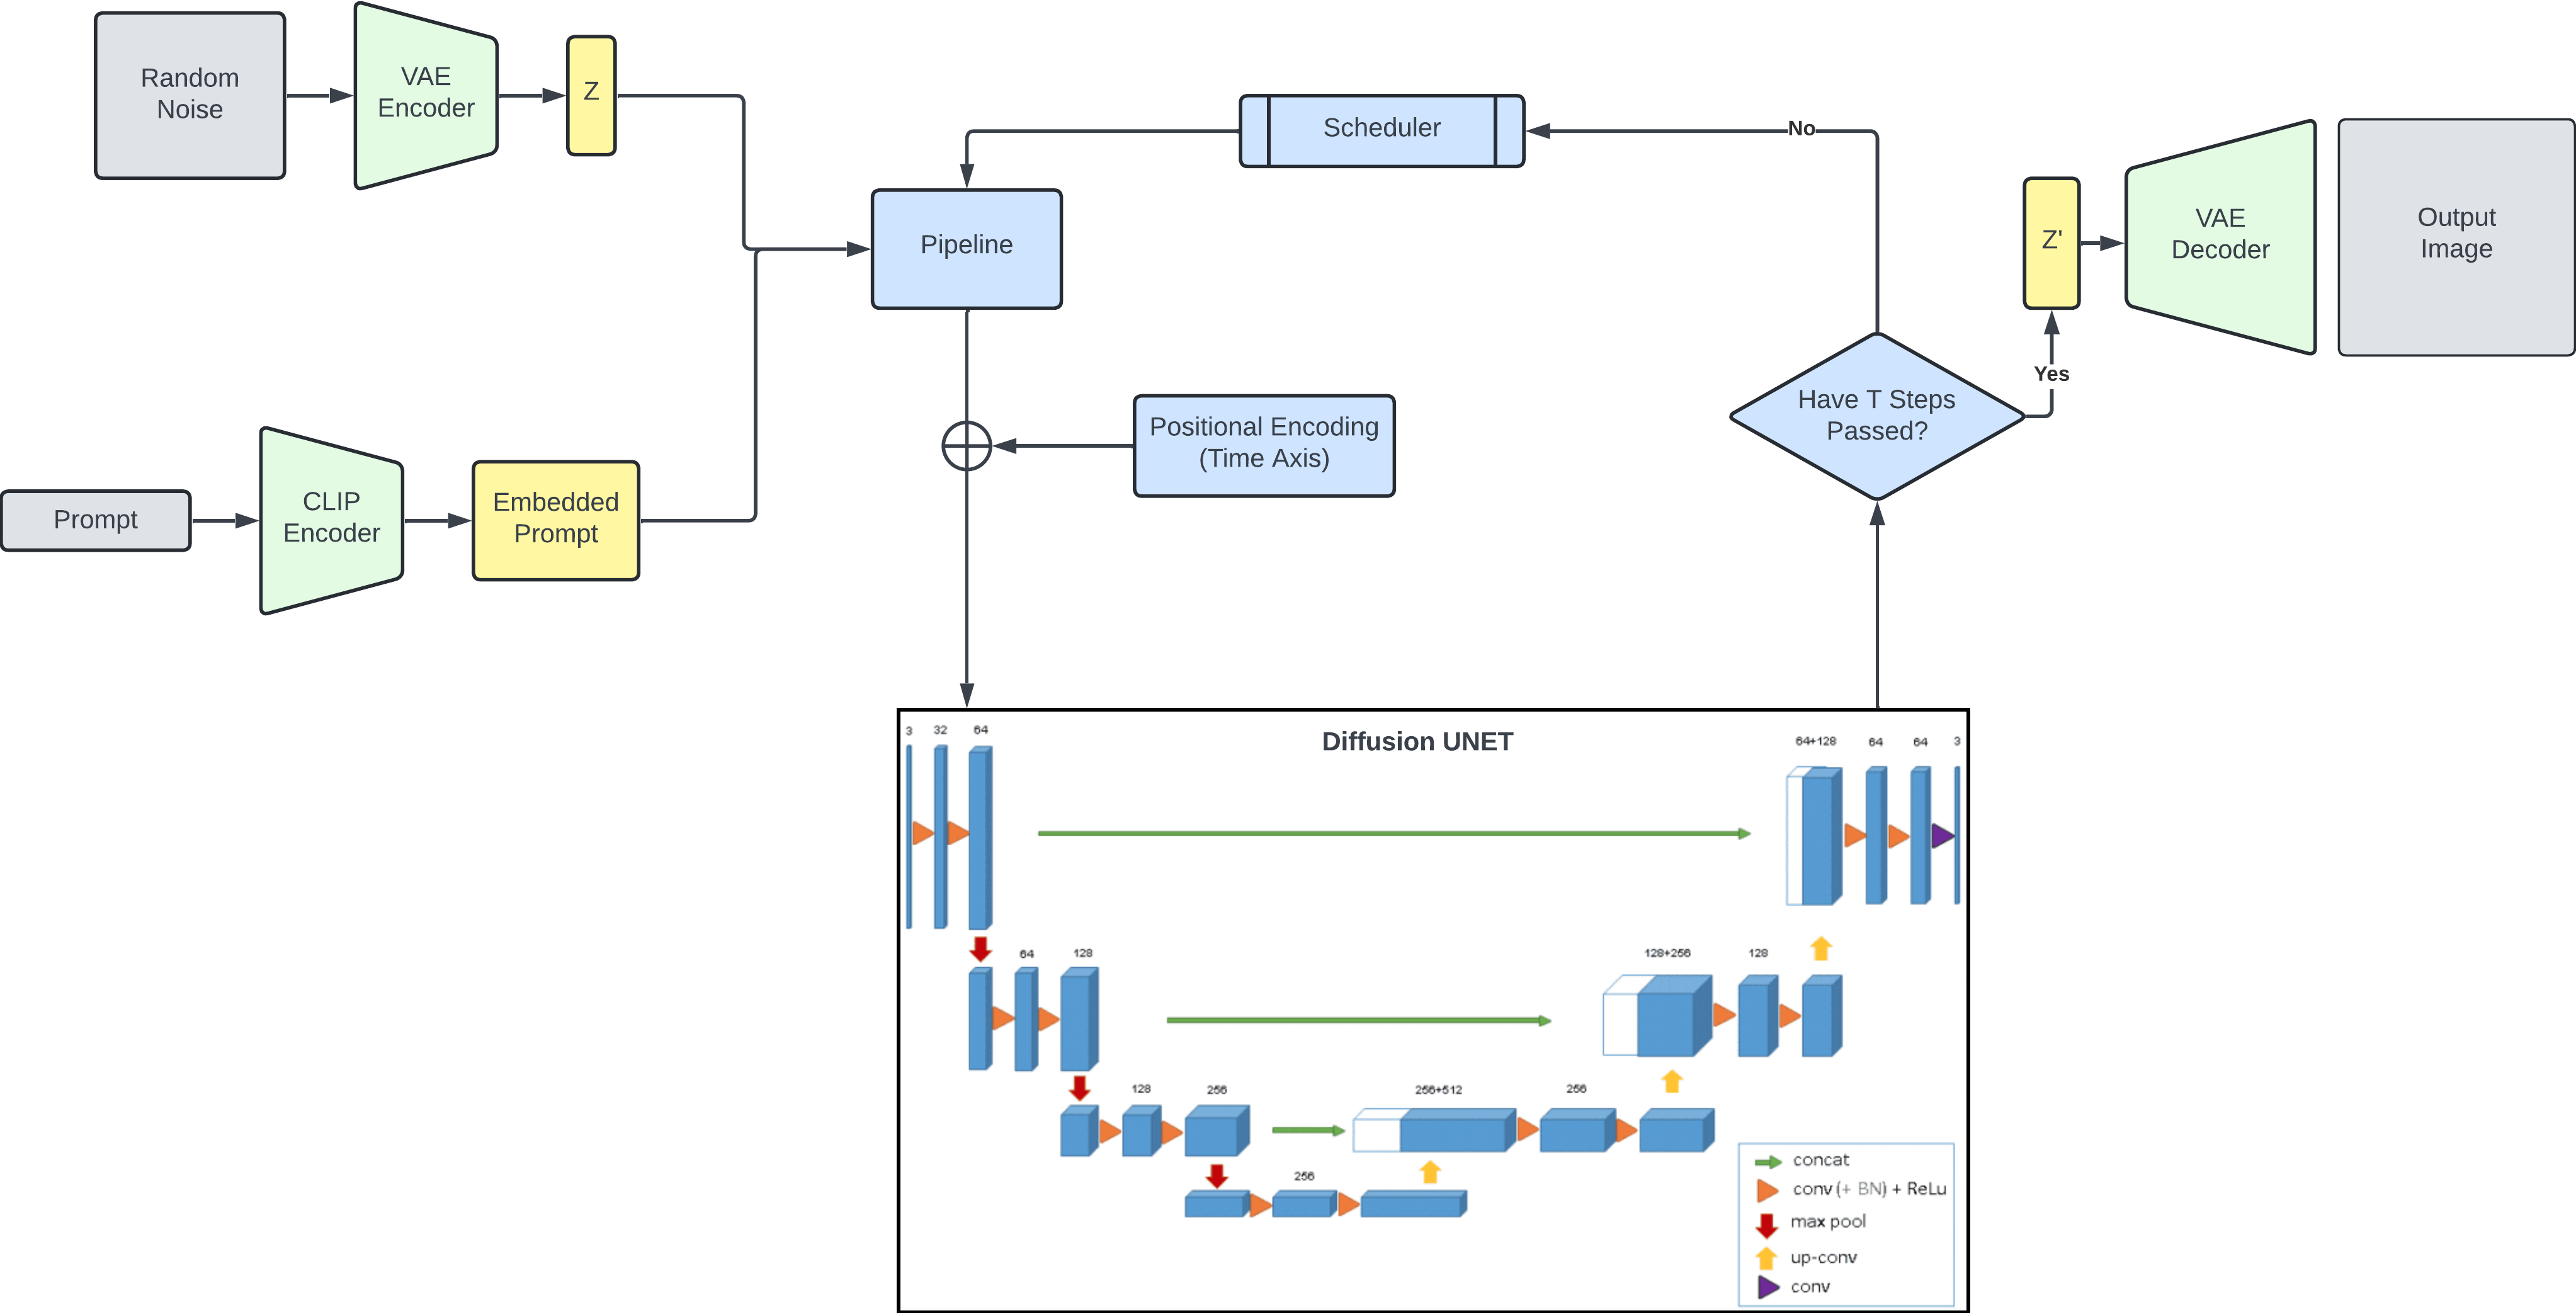 Random
Noise
VAE
Encoder
Z
Scheduler
No
Pipeline
Z'
VAE
Decoder
Output
Image
Yes
Have T Steps
Passed?
Positional Encoding
(Time Axis)
Prompt
CLIP
Encoder
Embedded
Prompt
Diffusion UNET
3
32
64
64+128
64
64
3
64
128
128+256
128
128
256
256+512
256
256
concat
conv (+ BN) + ReLu
max pool
up-conv
conv